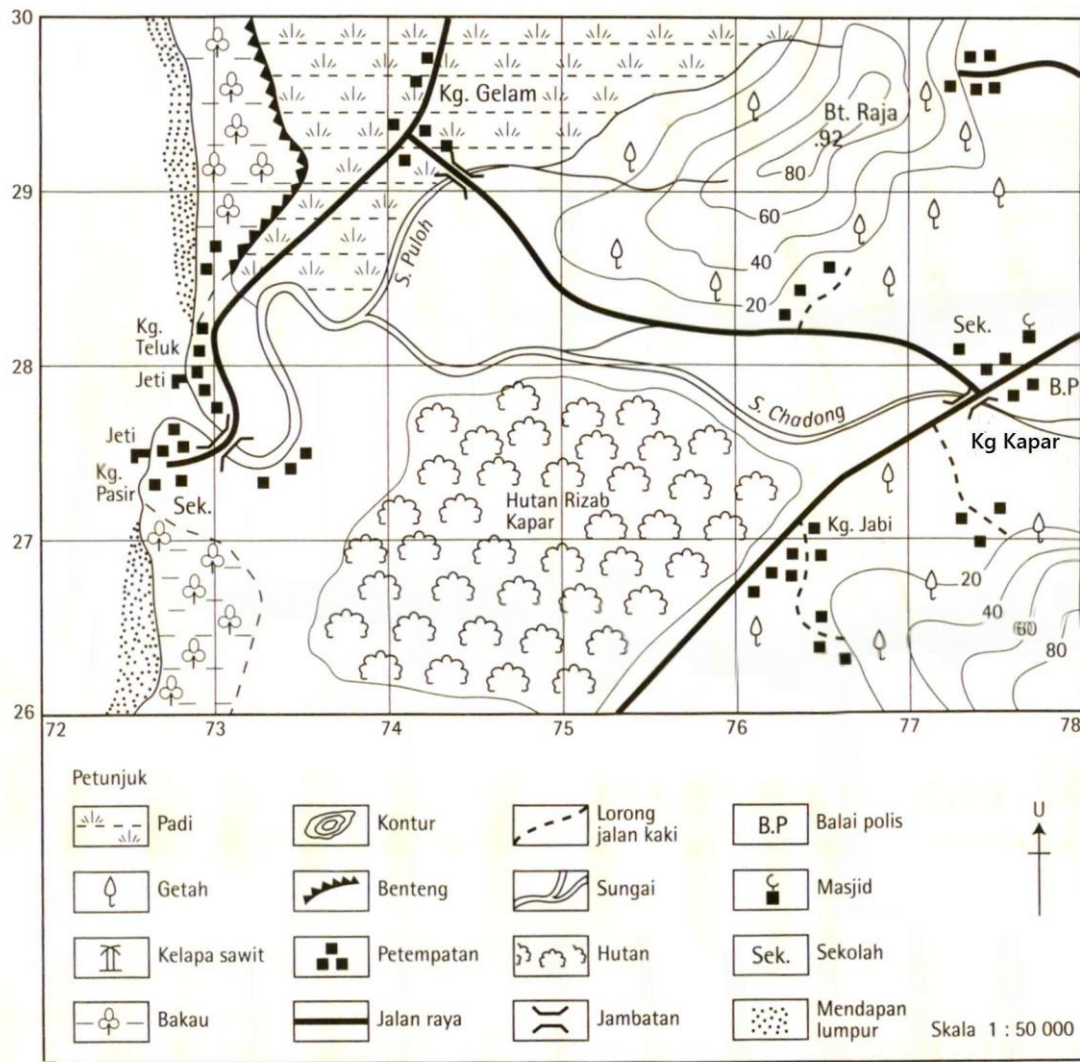 30
Kg. Gelam
Bt. Raja
.92
80
29
60
S. Puloh
40
20
Kg.
Teluk
Sek.
28
Jeti
B.P
S. Chadong
Jeti
Kg Kapar
Kg.
Pasir
Sek.
Hutan Rizab
Kapar
Kg. Jabi
27
20
40
60
80
26
72
73
74
75
76
77
78
Petunjuk
Padi
Kontur
Lorong
jalan kaki
B.P
Balai polis
U
Getah
Benteng
Sungai
Masjid
Kelapa sawit
Petempatan
Hutan
Sek.
Sekolah
Bakau
Jalan raya
Jambatan
Mendapan
lumpur
Skala 1 : 50 000